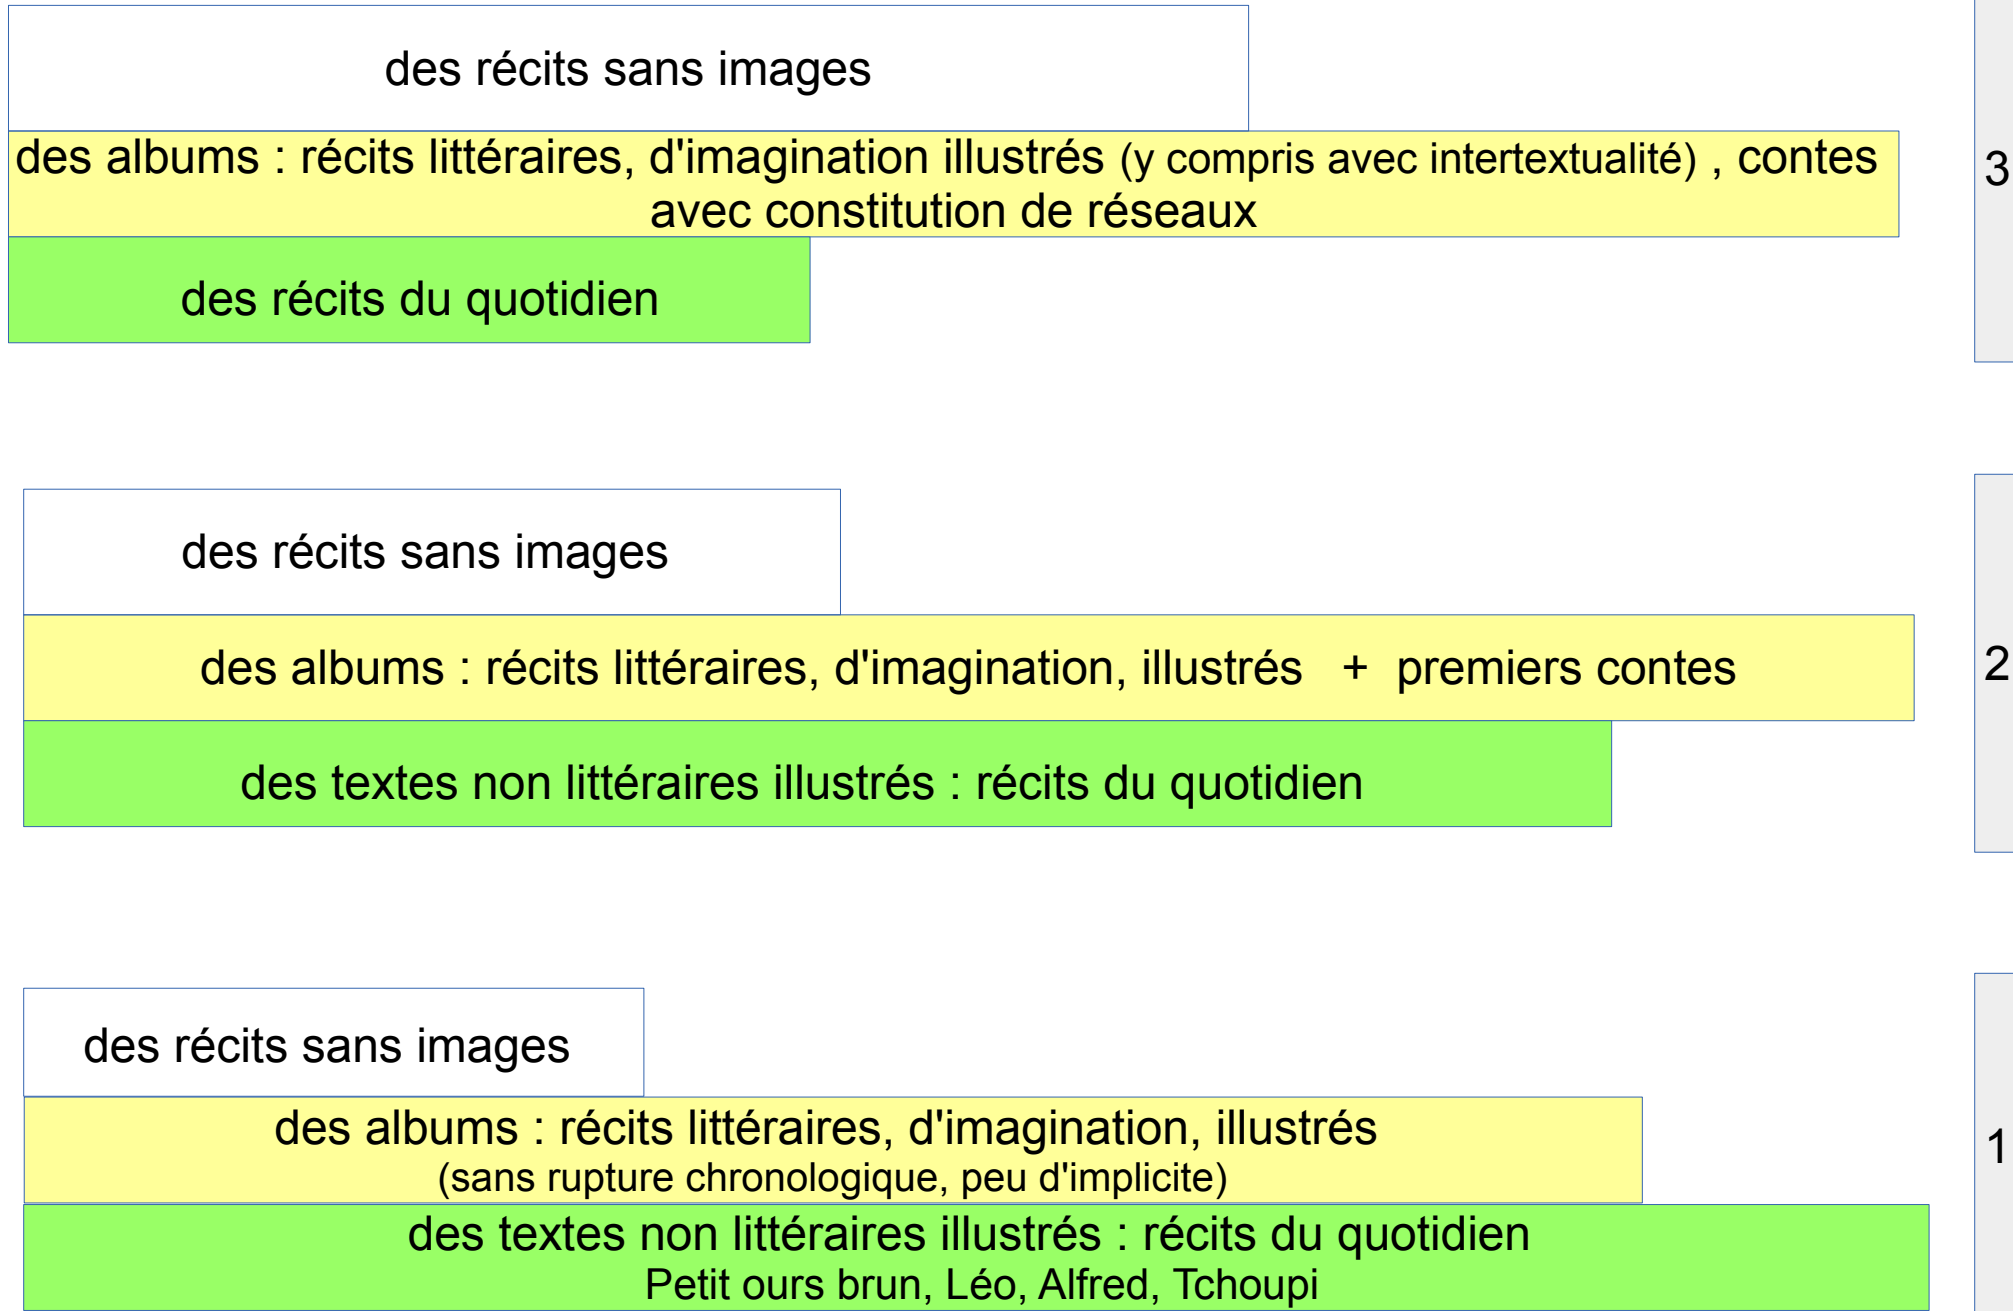 des récits sans images
des albums : récits littéraires, d'imagination illustrés (y compris avec intertextualité) , contes
avec constitution de réseaux
3
des récits du quotidien
des récits sans images
des albums : récits littéraires, d'imagination, illustrés + premiers contes
2
des textes non littéraires illustrés : récits du quotidien
des récits sans images
des albums : récits littéraires, d'imagination, illustrés
(sans rupture chronologique, peu d'implicite)
1
des textes non littéraires illustrés : récits du quotidien
Petit ours brun, Léo, Alfred, Tchoupi